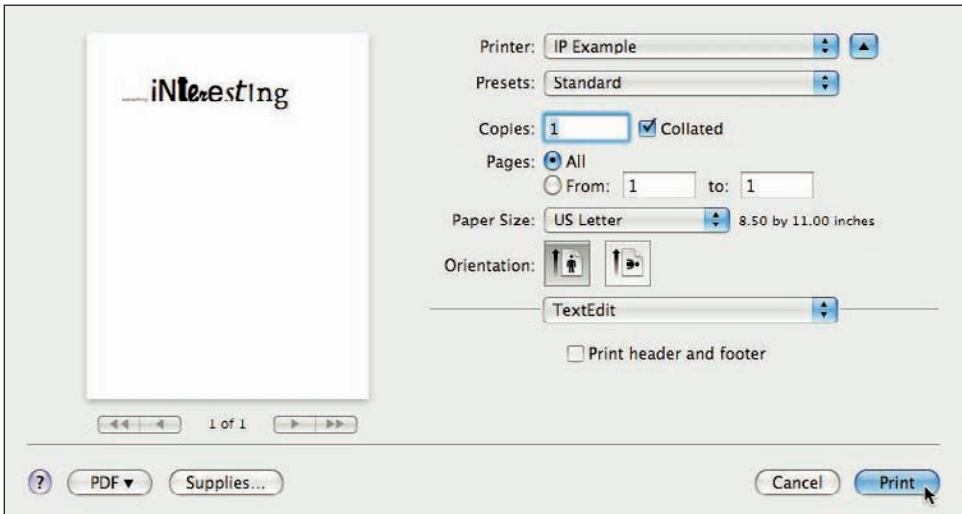 iNteresting
Printer: IP Example
Presets: Standard
Copies: 1 Collated
Pages: All
From: 1 to: 1
Paper Size: US Letter 8.50 by 11.00 inches
Orientation:
TextEdit
Print header and footer
1 of 1
? PDF▼ Supplies... Cancel Print